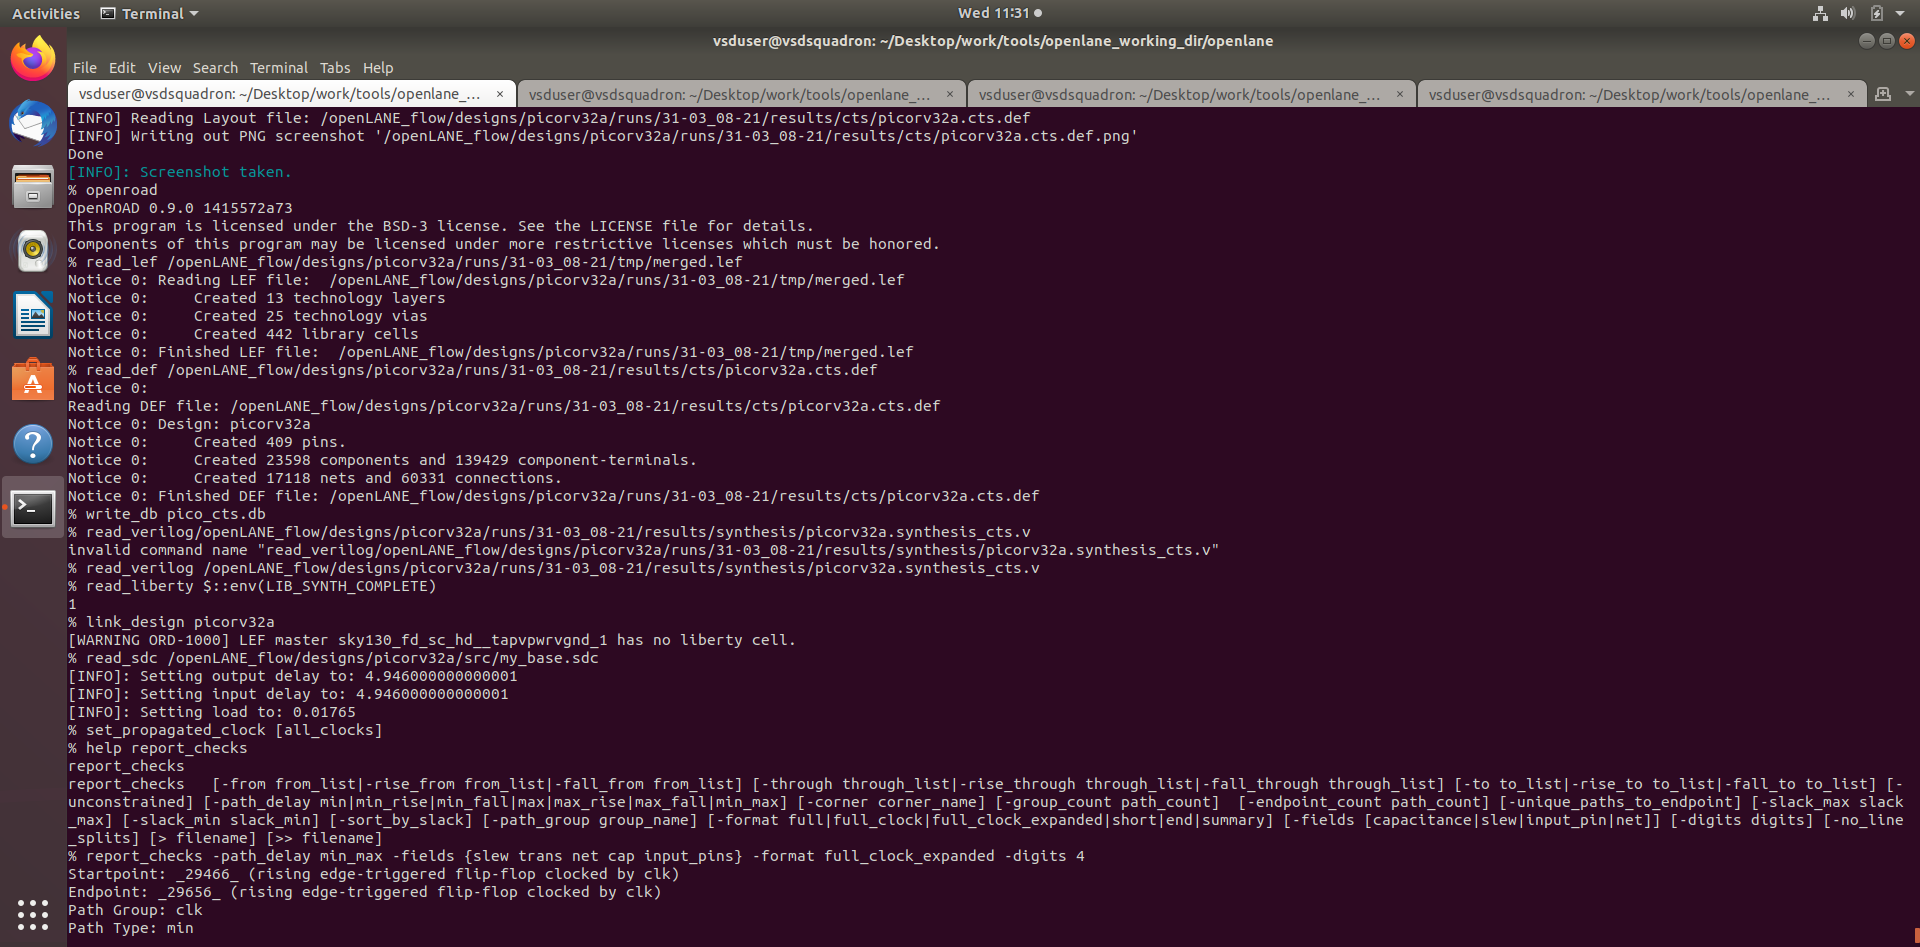 Activities Terminal Wed 11:31
vsduser@vsdsquadron: ~/Desktop/work/tools/openlane_working_dir/openlane
File Edit View Search Terminal Tabs Help
vsduser@vsdsquadron: ~/Desktop/work/tools/openlane_... × vsduser@vsdsquadron: ~/Desktop/work/tools/openlane_... × vsduser@vsdsquadron: ~/Desktop/work/tools/openlane_... × vsduser@vsdsquadron: ~/Desktop/work/tools/openlane_... ×
[INFO] Reading Layout file: /openLANE_flow/designs/picorv32a/runs/31-03_08-21/results/cts/picorv32a.cts.def
[INFO] Writing out PNG screenshot '/openLANE_flow/designs/picorv32a/runs/31-03_08-21/results/cts/picorv32a.cts.def.png'
Done
[INFO]: Screenshot taken.
% openroad
OpenROAD 0.9.0 1415572a73
This program is licensed under the BSD-3 license. See the LICENSE file for details.
Components of this program may be licensed under more restrictive licenses which must be honored.
% read_lef /openLANE_flow/designs/picorv32a/runs/31-03_08-21/tmp/merged.lef
Notice 0: Reading LEF file:  /openLANE_flow/designs/picorv32a/runs/31-03_08-21/tmp/merged.lef
Notice 0:     Created 13 technology layers
Notice 0:     Created 25 technology vias
Notice 0:     Created 442 library cells
Notice 0: Finished LEF file:  /openLANE_flow/designs/picorv32a/runs/31-03_08-21/tmp/merged.lef
% read_def /openLANE_flow/designs/picorv32a/runs/31-03_08-21/results/cts/picorv32a.cts.def
Notice 0:
Reading DEF file: /openLANE_flow/designs/picorv32a/runs/31-03_08-21/results/cts/picorv32a.cts.def
Notice 0: Design: picorv32a
Notice 0:     Created 409 pins.
Notice 0:     Created 23598 components and 139429 component-terminals.
Notice 0:     Created 17118 nets and 60331 connections.
Notice 0: Finished DEF file: /openLANE_flow/designs/picorv32a/runs/31-03_08-21/results/cts/picorv32a.cts.def
% write_db pico_cts.db
% read_verilog/openLANE_flow/designs/picorv32a/runs/31-03_08-21/results/synthesis/picorv32a.synthesis_cts.v
invalid command name "read_verilog/openLANE_flow/designs/picorv32a/runs/31-03_08-21/results/synthesis/picorv32a.synthesis_cts.v"
% read_verilog /openLANE_flow/designs/picorv32a/runs/31-03_08-21/results/synthesis/picorv32a.synthesis_cts.v
% read_liberty $::env(LIB_SYNTH_COMPLETE)
1
% link_design picorv32a
[WARNING ORD-1000] LEF master sky130_fd_sc_hd__tapvpwrvgnd_1 has no liberty cell.
% read_sdc /openLANE_flow/designs/picorv32a/src/my_base.sdc
[INFO]: Setting output delay to: 4.946000000000001
[INFO]: Setting input delay to: 4.946000000000001
[INFO]: Setting load to: 0.01765
% set_propagated_clock [all_clocks]
% help report_checks
report_checks
report_checks   [-from from_list|-rise_from from_list|-fall_from from_list] [-through through_list|-rise_through through_list|-fall_through through_list] [-to to_list|-rise_to to_list|-fall_to to_list] [-
unconstrained] [-path_delay min|min_rise|min_fall|max|max_rise|max_fall|min_max] [-corner corner_name] [-group_count path_count]  [-endpoint_count path_count] [-unique_paths_to_endpoint] [-slack_max slack
_max] [-slack_min slack_min] [-sort_by_slack] [-path_group group_name] [-format full|full_clock|full_clock_expanded|short|end|summary] [-fields [capacitance|slew|input_pin|net]] [-digits digits] [-no_line
_splits] [> filename] [>> filename]
% report_checks -path_delay min_max -fields {slew trans net cap input_pins} -format full_clock_expanded -digits 4
Startpoint: _29466_ (rising edge-triggered flip-flop clocked by clk)
Endpoint: _29656_ (rising edge-triggered flip-flop clocked by clk)
Path Group: clk
Path Type: min